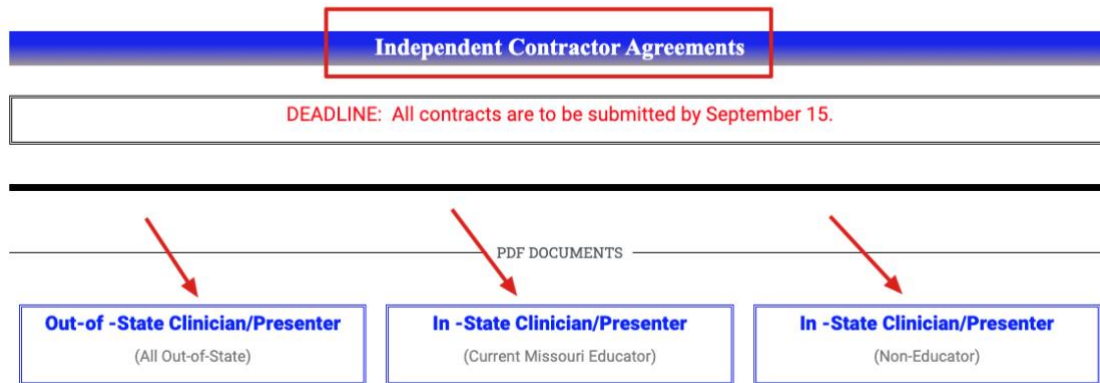 Independent Contractor Agreements
DEADLINE: All contracts are to be submitted by September 15.
PDF DOCUMENTS
Out-of -State Clinician/Presenter
(All Out-of-State)
In -State Clinician/Presenter
(Current Missouri Educator)
In -State Clinician/Presenter
(Non-Educator)